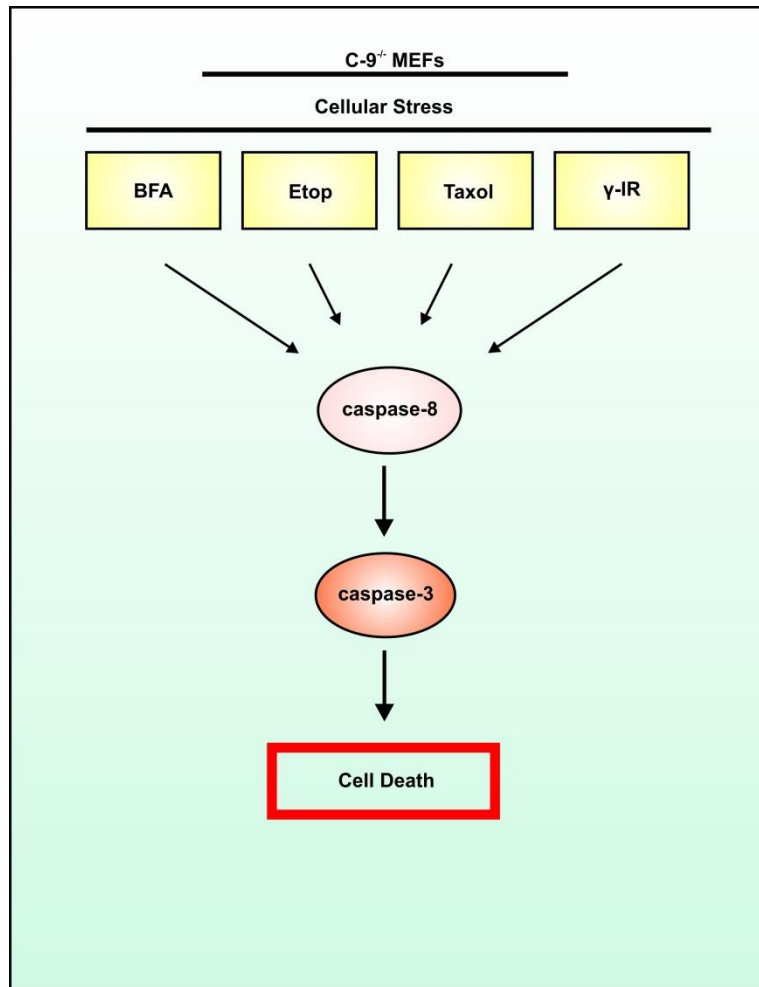 C-9⁻/⁻ MEFs
Cellular Stress
BFA
Etop
Taxol
γ-IR
caspase-8
caspase-3
Cell Death